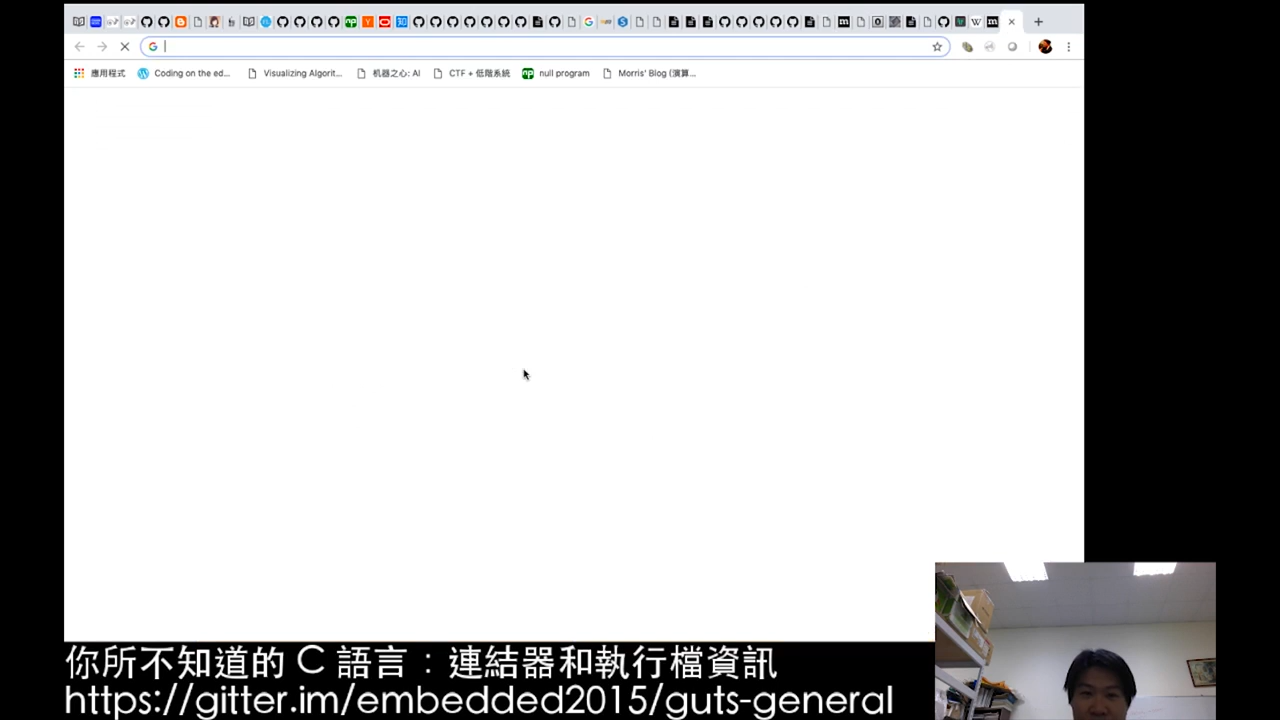 應用程式 Coding on the ed... Visualizing Algorit... 机器之心: AI CTF + 低階系統 null program Morris' Blog (演算...
你所不知道的 C 語言：連結器和執行檔資訊
https://gitter.im/embedded2015/guts-general